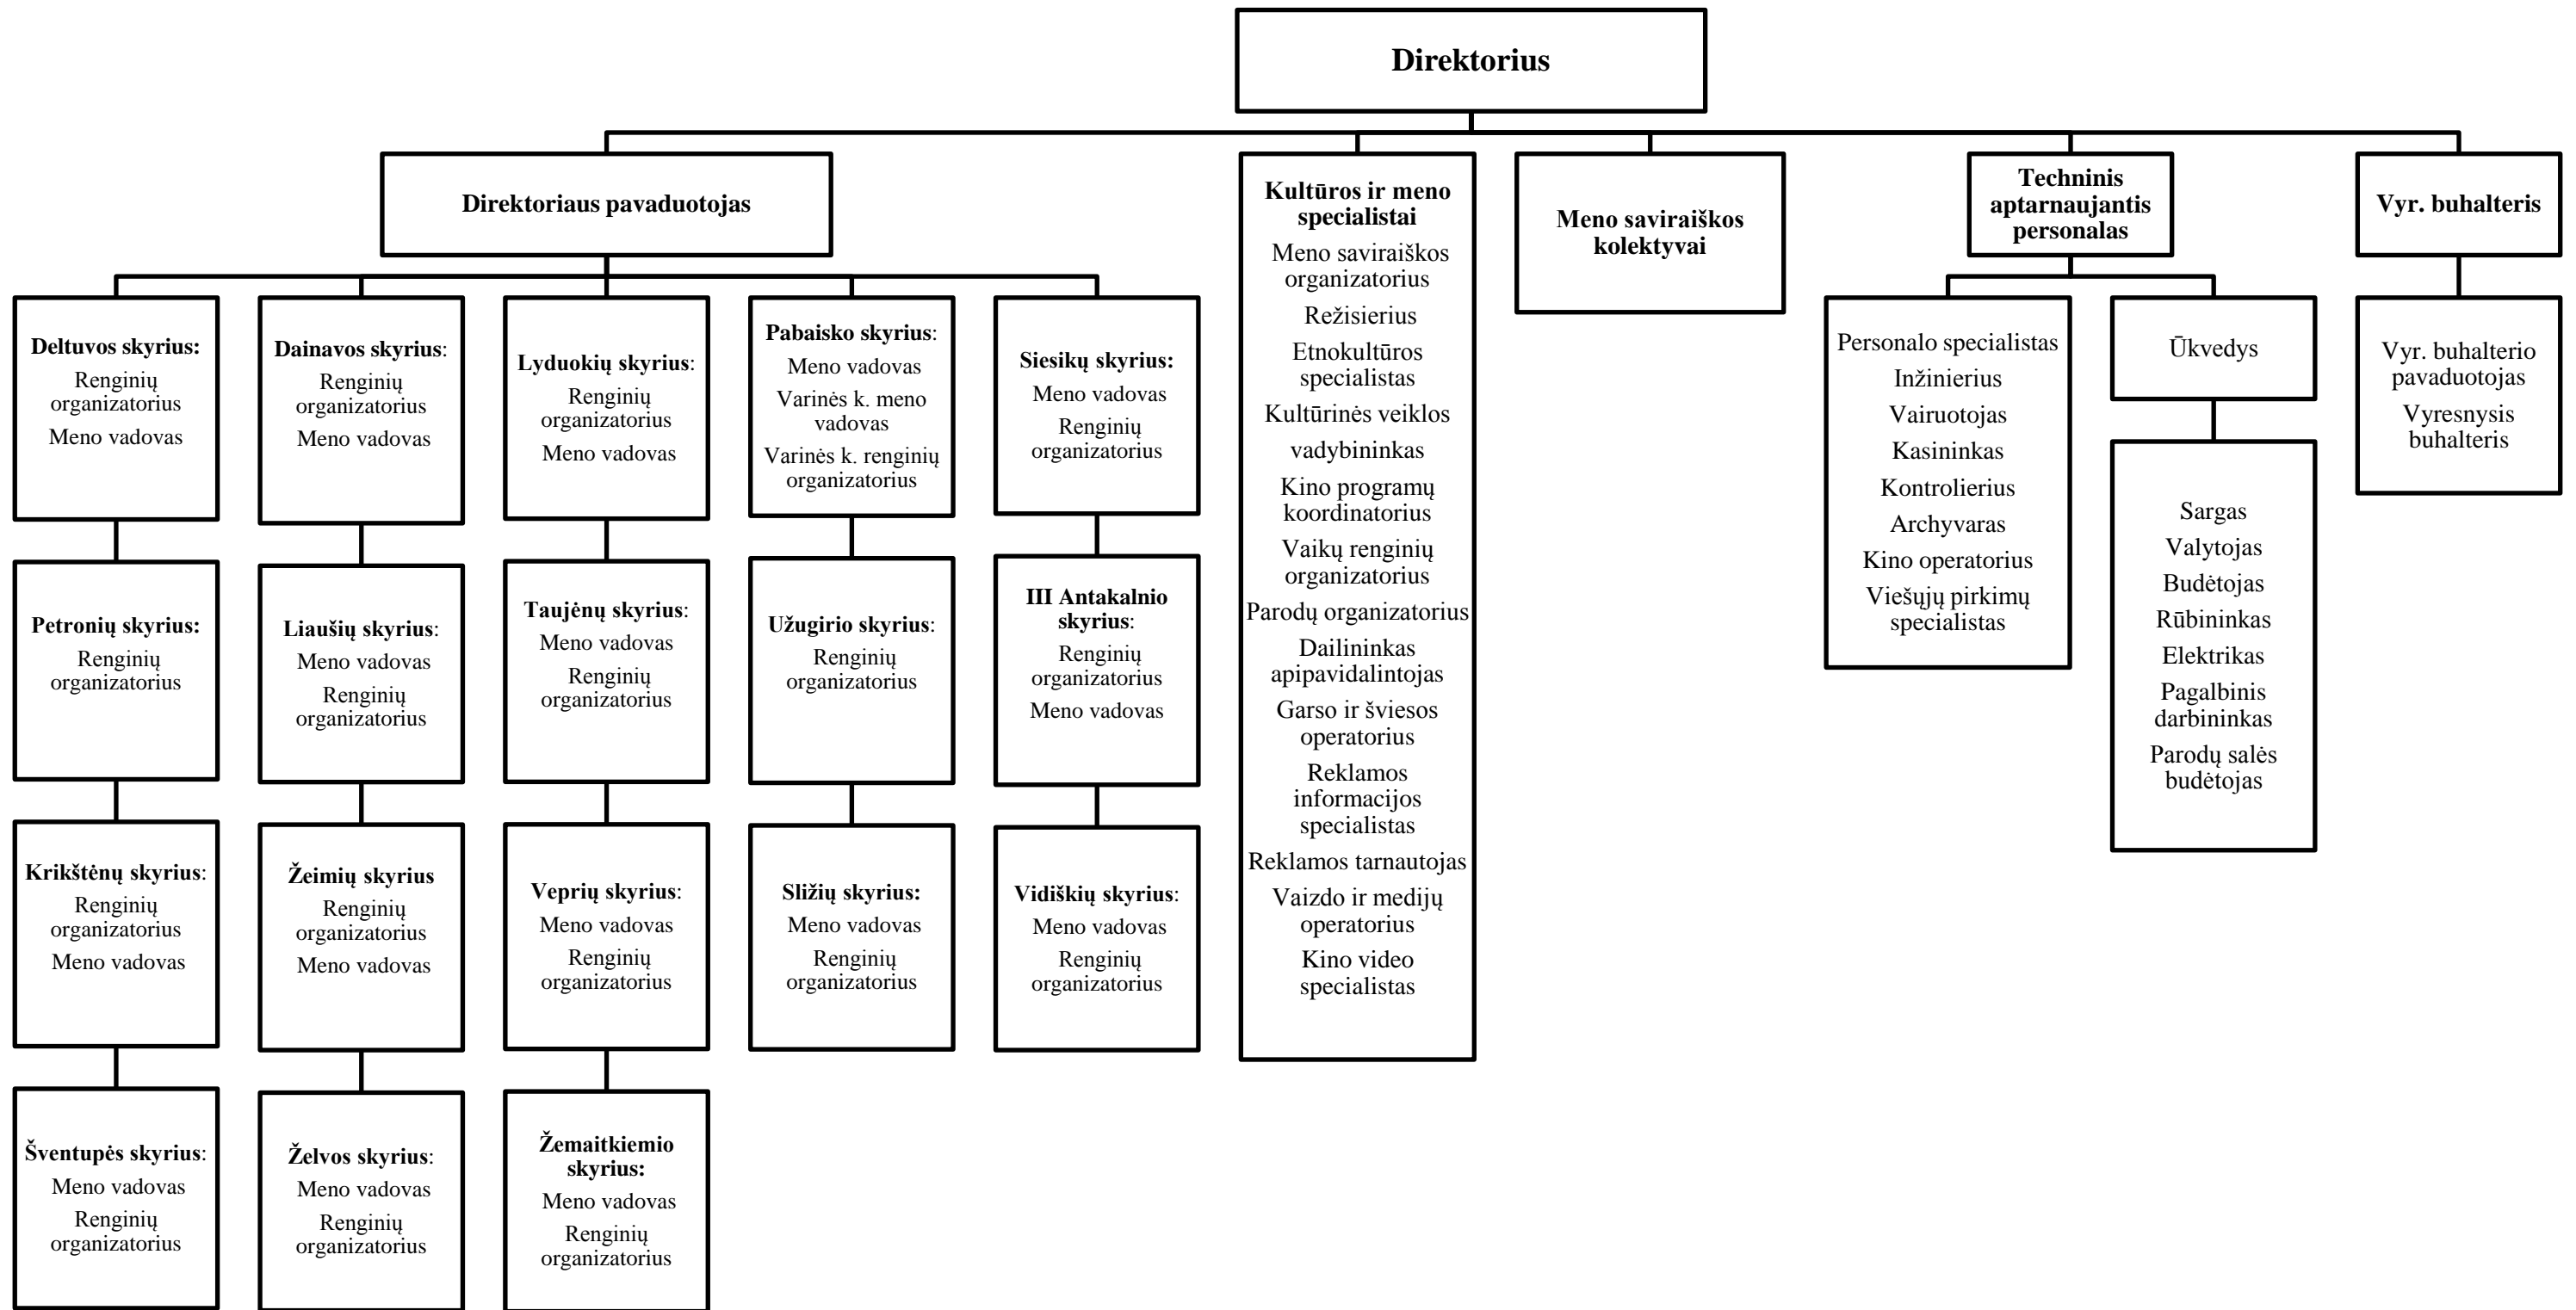 Direktorius
Direktoriaus pavaduotojas
Deltuvos skyrius:
Renginių
organizatorius
Meno vadovas
Petronių skyrius:
Renginių
organizatorius
Krikštėnų skyrius:
Renginių
organizatorius
Meno vadovas
Šventupės skyrius:
Meno vadovas
Renginių
organizatorius
Dainavos skyrius:
Renginių
organizatorius
Meno vadovas
Liaušių skyrius:
Meno vadovas
Renginių
organizatorius
Žeimių skyrius
Renginių
organizatorius
Meno vadovas
Želvos skyrius:
Meno vadovas
Renginių
organizatorius
Lyduokių skyrius:
Renginių
organizatorius
Meno vadovas
Taujėnų skyrius:
Meno vadovas
Renginių
organizatorius
Veprių skyrius:
Meno vadovas
Renginių
organizatorius
Žemaitkiemio
skyrius:
Meno vadovas
Renginių
organizatorius
Pabaisko skyrius:
Meno vadovas
Varinės k. meno
vadovas
Varinės k. renginių
organizatorius
Užugirio skyrius:
Renginių
organizatorius
Sližių skyrius:
Meno vadovas
Renginių
organizatorius
Siesikų skyrius:
Meno vadovas
Renginių
organizatorius
III Antakalnio
skyrius:
Renginių
organizatorius
Meno vadovas
Vidiškių skyrius:
Meno vadovas
Renginių
organizatorius
Kultūros ir meno
specialistai
Meno saviraiškos
organizatorius
Režisierius
Etnokultūros
specialistas
Kultūrinės veiklos
vadybininkas
Kino programų
koordinatorius
Vaikų renginių
organizatorius
Parodų organizatorius
Dailininkas
apipavidalintojas
Garso ir šviesos
operatorius
Reklamos
informacijos
specialistas
Reklamos tarnautojas
Vaizdo ir medijų
operatorius
Kino video
specialistas
Meno saviraiškos
kolektyvai
Techninis
aptarnaujantis
personalas
Personalo specialistas
Inžinierius
Vairuotojas
Kasininkas
Kontrolierius
Archyvaras
Kino operatorius
Viešųjų pirkimų
specialistas
Ūkvedys
Sargas
Valytojas
Budėtojas
Rūbininkas
Elektrikas
Pagalbinis
darbininkas
Parodų salės
budėtojas
Vyr. buhalteris
Vyr. buhalterio
pavaduotojas
Vyresnysis
buhalteris